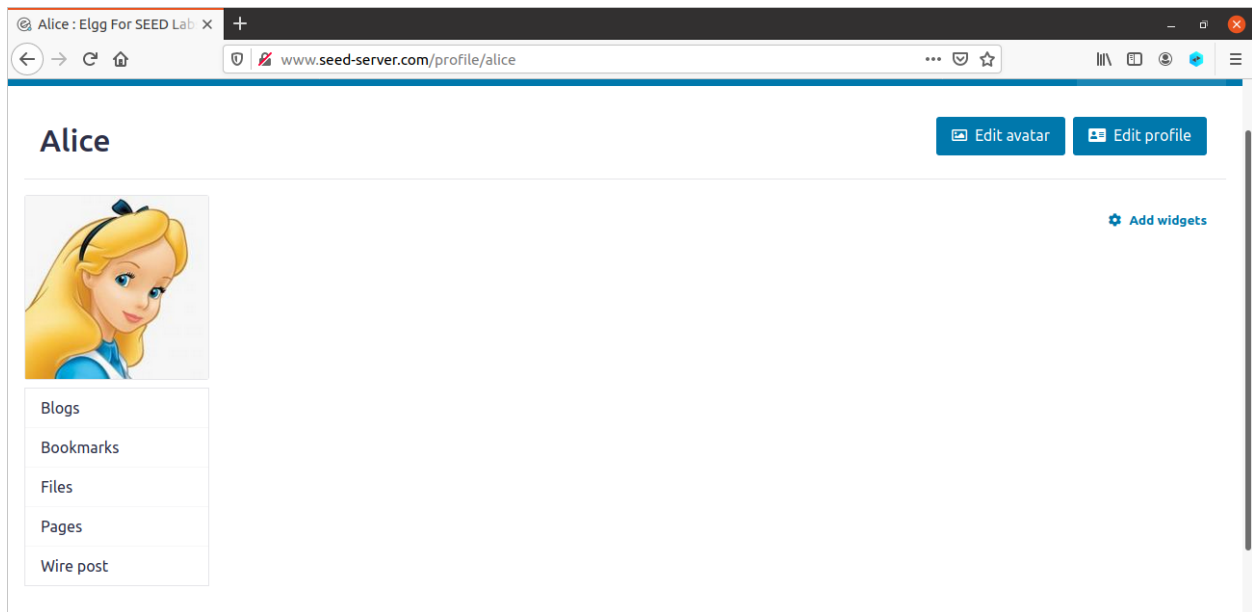 Alice : Elgg For SEED Lab
www.seed-server.com/profile/alice
Alice
Edit avatar
Edit profile
Add widgets
Blogs
Bookmarks
Files
Pages
Wire post